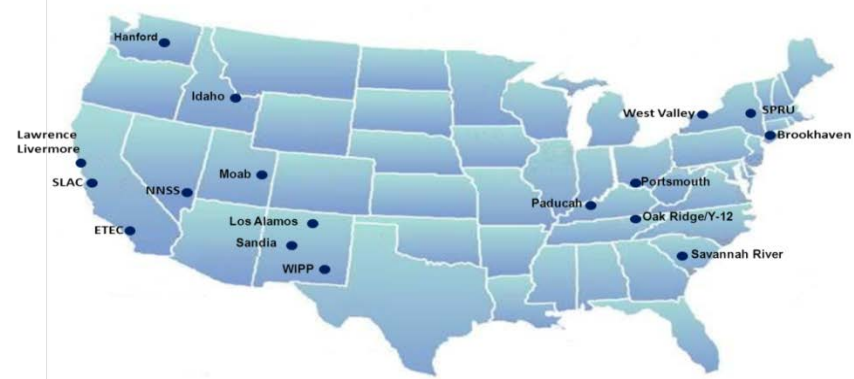 Hanford
Idaho
West Valley
SPRU
Brookhaven
Lawrence
Livermore
SLAC
NNSS
Moab
Portsmouth
Paducah
Oak Ridge/Y-12
ETEC
Los Alamos
Sandia
WIPP
Savannah River